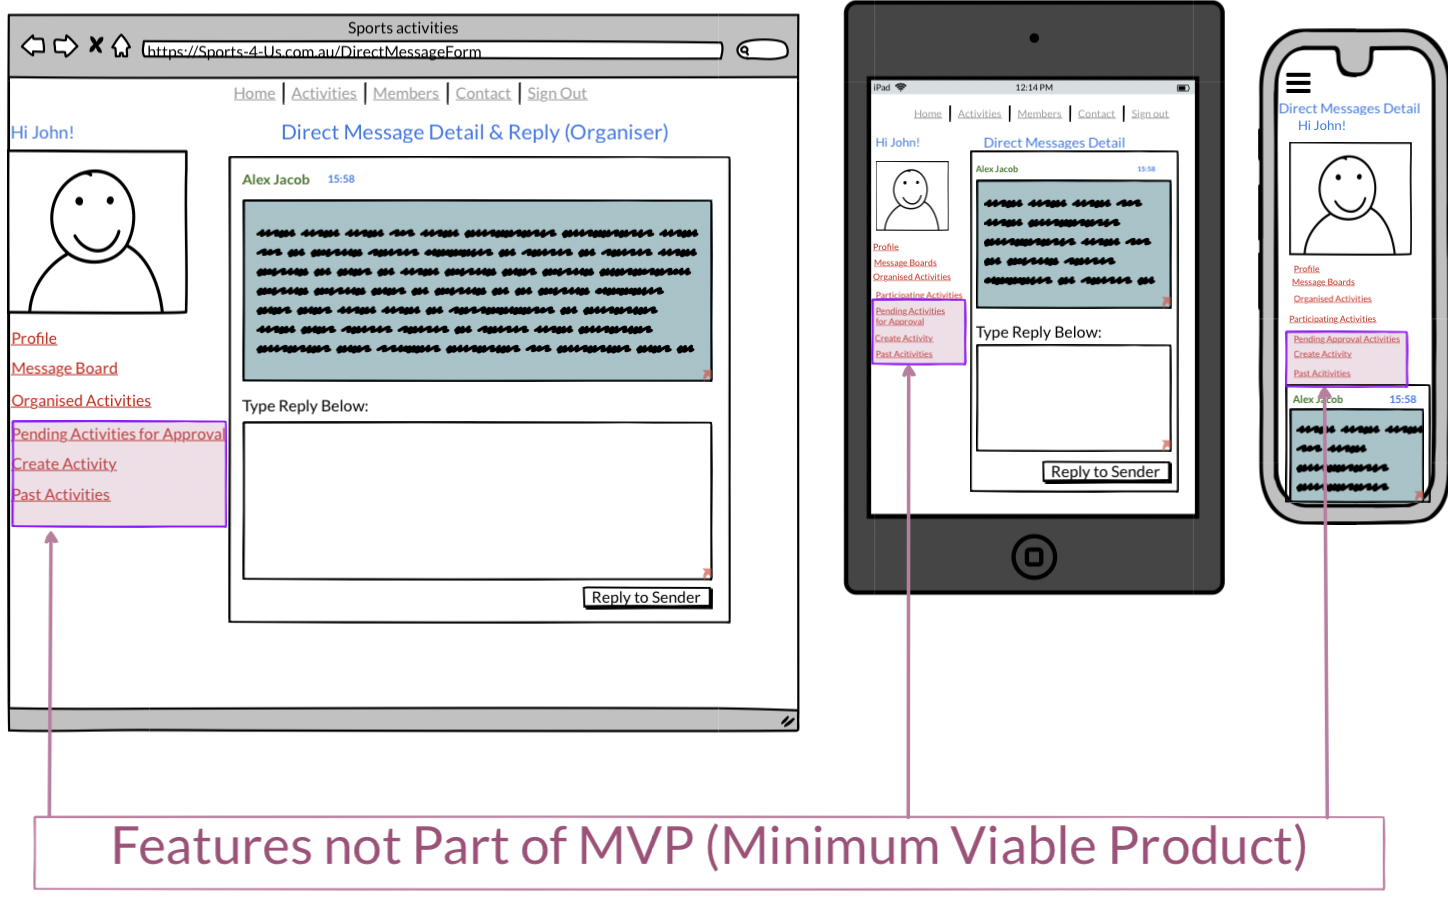 Sports activities
https://Sports-4-Us.com.au/DirectMessageForm
Home | Activities | Members | Contact | Sign Out
Hi John!
Direct Message Detail & Reply (Organiser)
Alex Jacob 15:58
Type Reply Below:
Reply to Sender
Profile
Message Board
Organised Activities
Pending Activities for Approval
Create Activity
Past Activities
iPad 12:14 PM
Home | Activities | Members | Contact | Sign out
Hi John!
Direct Messages Detail
Alex Jacob 15:58
Type Reply Below:
Reply to Sender
Profile
Message Boards
Organised Activities
Participating Activities
Pending Activities
for Approval
Create Activity
Past Acitivities
Direct Messages Detail
Hi John!
Profile
Message Boards
Organised Activities
Participating Activities
Pending Approval Activities
Create Activity
Past Acitivities
Alex Jacob 15:58
Features not Part of MVP (Minimum Viable Product)